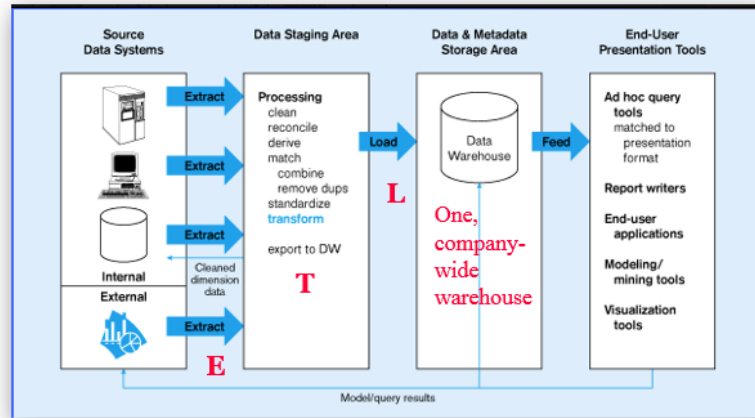 Source
Data Systems
Data Staging Area
Data & Metadata
Storage Area
End-User
Presentation Tools
Extract
Extract
Extract
Internal
External
Extract
E
Processing
clean
reconcile
derive
match
combine
remove dups
standardize
transform
export to DW
Cleaned
dimension
data
T
Load
L
Data
Warehouse
One,
company-
wide
warehouse
Feed
Ad hoc query
tools
matched to
presentation
format
Report writers
End-user
applications
Modeling/
mining tools
Visualization
tools
Model/query results